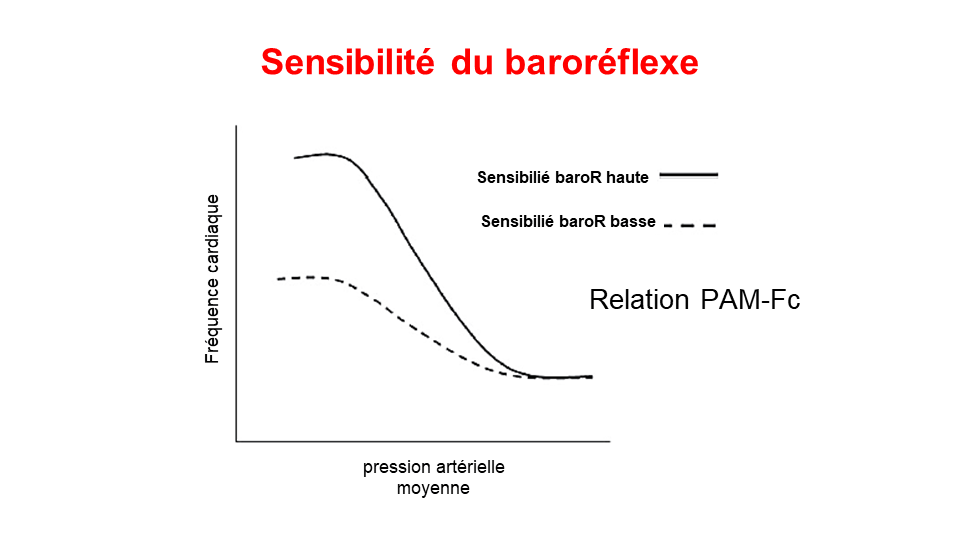 Sensibilité du baroréflexe
Sensibilié baroR haute
Sensibilié baroR basse
Relation PAM-Fc
Fréquence cardiaque
pression artérielle
moyenne